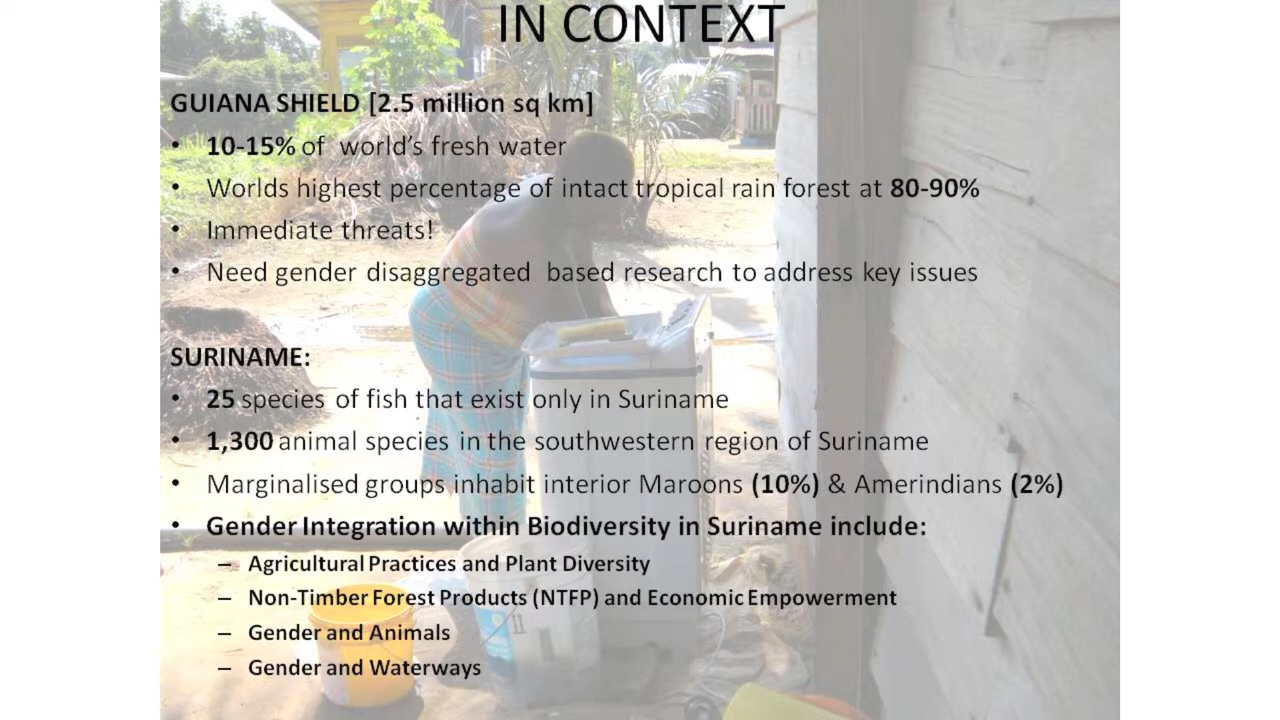 IN CONTEXT
GUIANA SHIELD [2.5 million sq km]
• 10-15% of world’s fresh water
• Worlds highest percentage of intact tropical rain forest at 80-90%
• Immediate threats!
• Need gender disaggregated based research to address key issues
SURINAME:
• 25 species of fish that exist only in Suriname
• 1,300 animal species in the southwestern region of Suriname
• Marginalised groups inhabit interior Maroons (10%) & Amerindians (2%)
• Gender Integration within Biodiversity in Suriname include:
– Agricultural Practices and Plant Diversity
– Non-Timber Forest Products (NTFP) and Economic Empowerment
– Gender and Animals
– Gender and Waterways